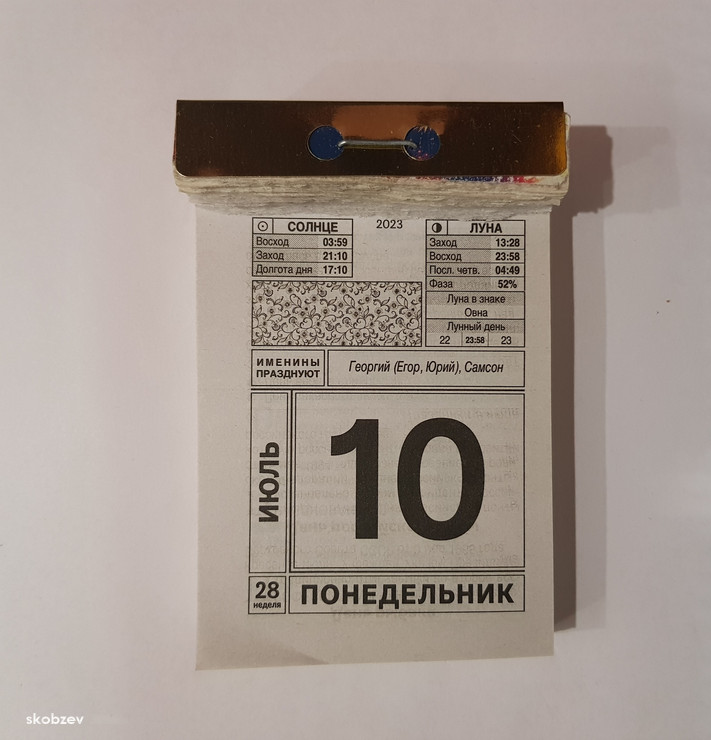 2023
СОЛНЦЕ
Восход 03:59
Заход 21:10
Долгота дня 17:10
ЛУНА
Заход 13:28
Восход 23:58
Посл. четв. 04:49
Фаза 52%
Луна в знаке
Овна
Лунный день
22 23:58 23
ИМЕНИНЫ
ПРАЗДНУЮТ
Георгий (Егор, Юрий), Самсон
ИЮЛЬ
10
28
неделя
ПОНЕДЕЛЬНИК
skobzev